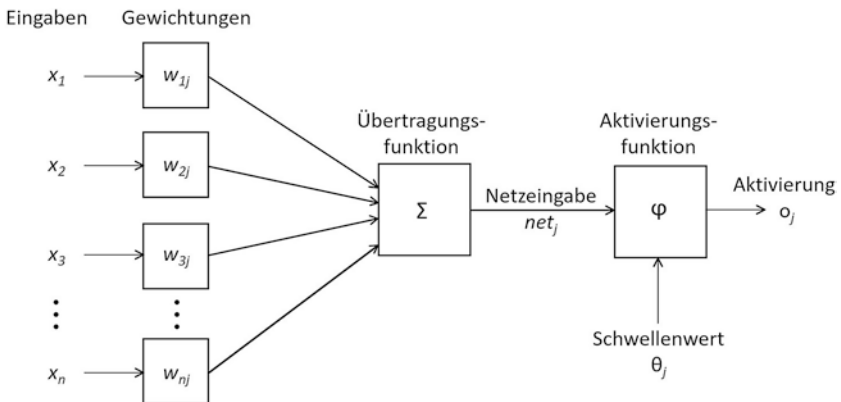 Eingaben Gewichtungen
x₁ w₁ⱼ
x₂ w₂ⱼ
x₃ w₃ⱼ
xₙ wₙⱼ
Übertragungs-
funktion
Σ
Netzeingabe
netⱼ
Aktivierungs-
funktion
φ
Aktivierung
oⱼ
Schwellenwert
θⱼ